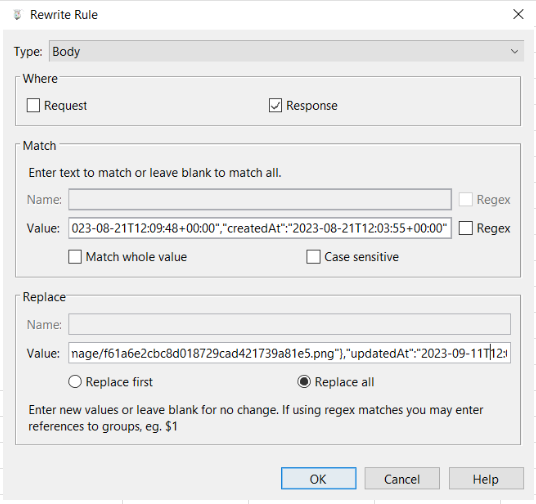 Rewrite Rule
Type: Body
Where
Request Response
Match
Enter text to match or leave blank to match all.
Name: Regex
Value: 023-08-21T12:09:48+00:00","createdAt":"2023-08-21T12:03:55+00:00" Regex
Match whole value Case sensitive
Replace
Name:
Value: nage/f61a6e2cbc8d018729cad421739a81e5.png"},"updatedAt":"2023-09-11T12:
Replace first Replace all
Enter new values or leave blank for no change. If using regex matches you may enter
references to groups, eg. $1
OK Cancel Help